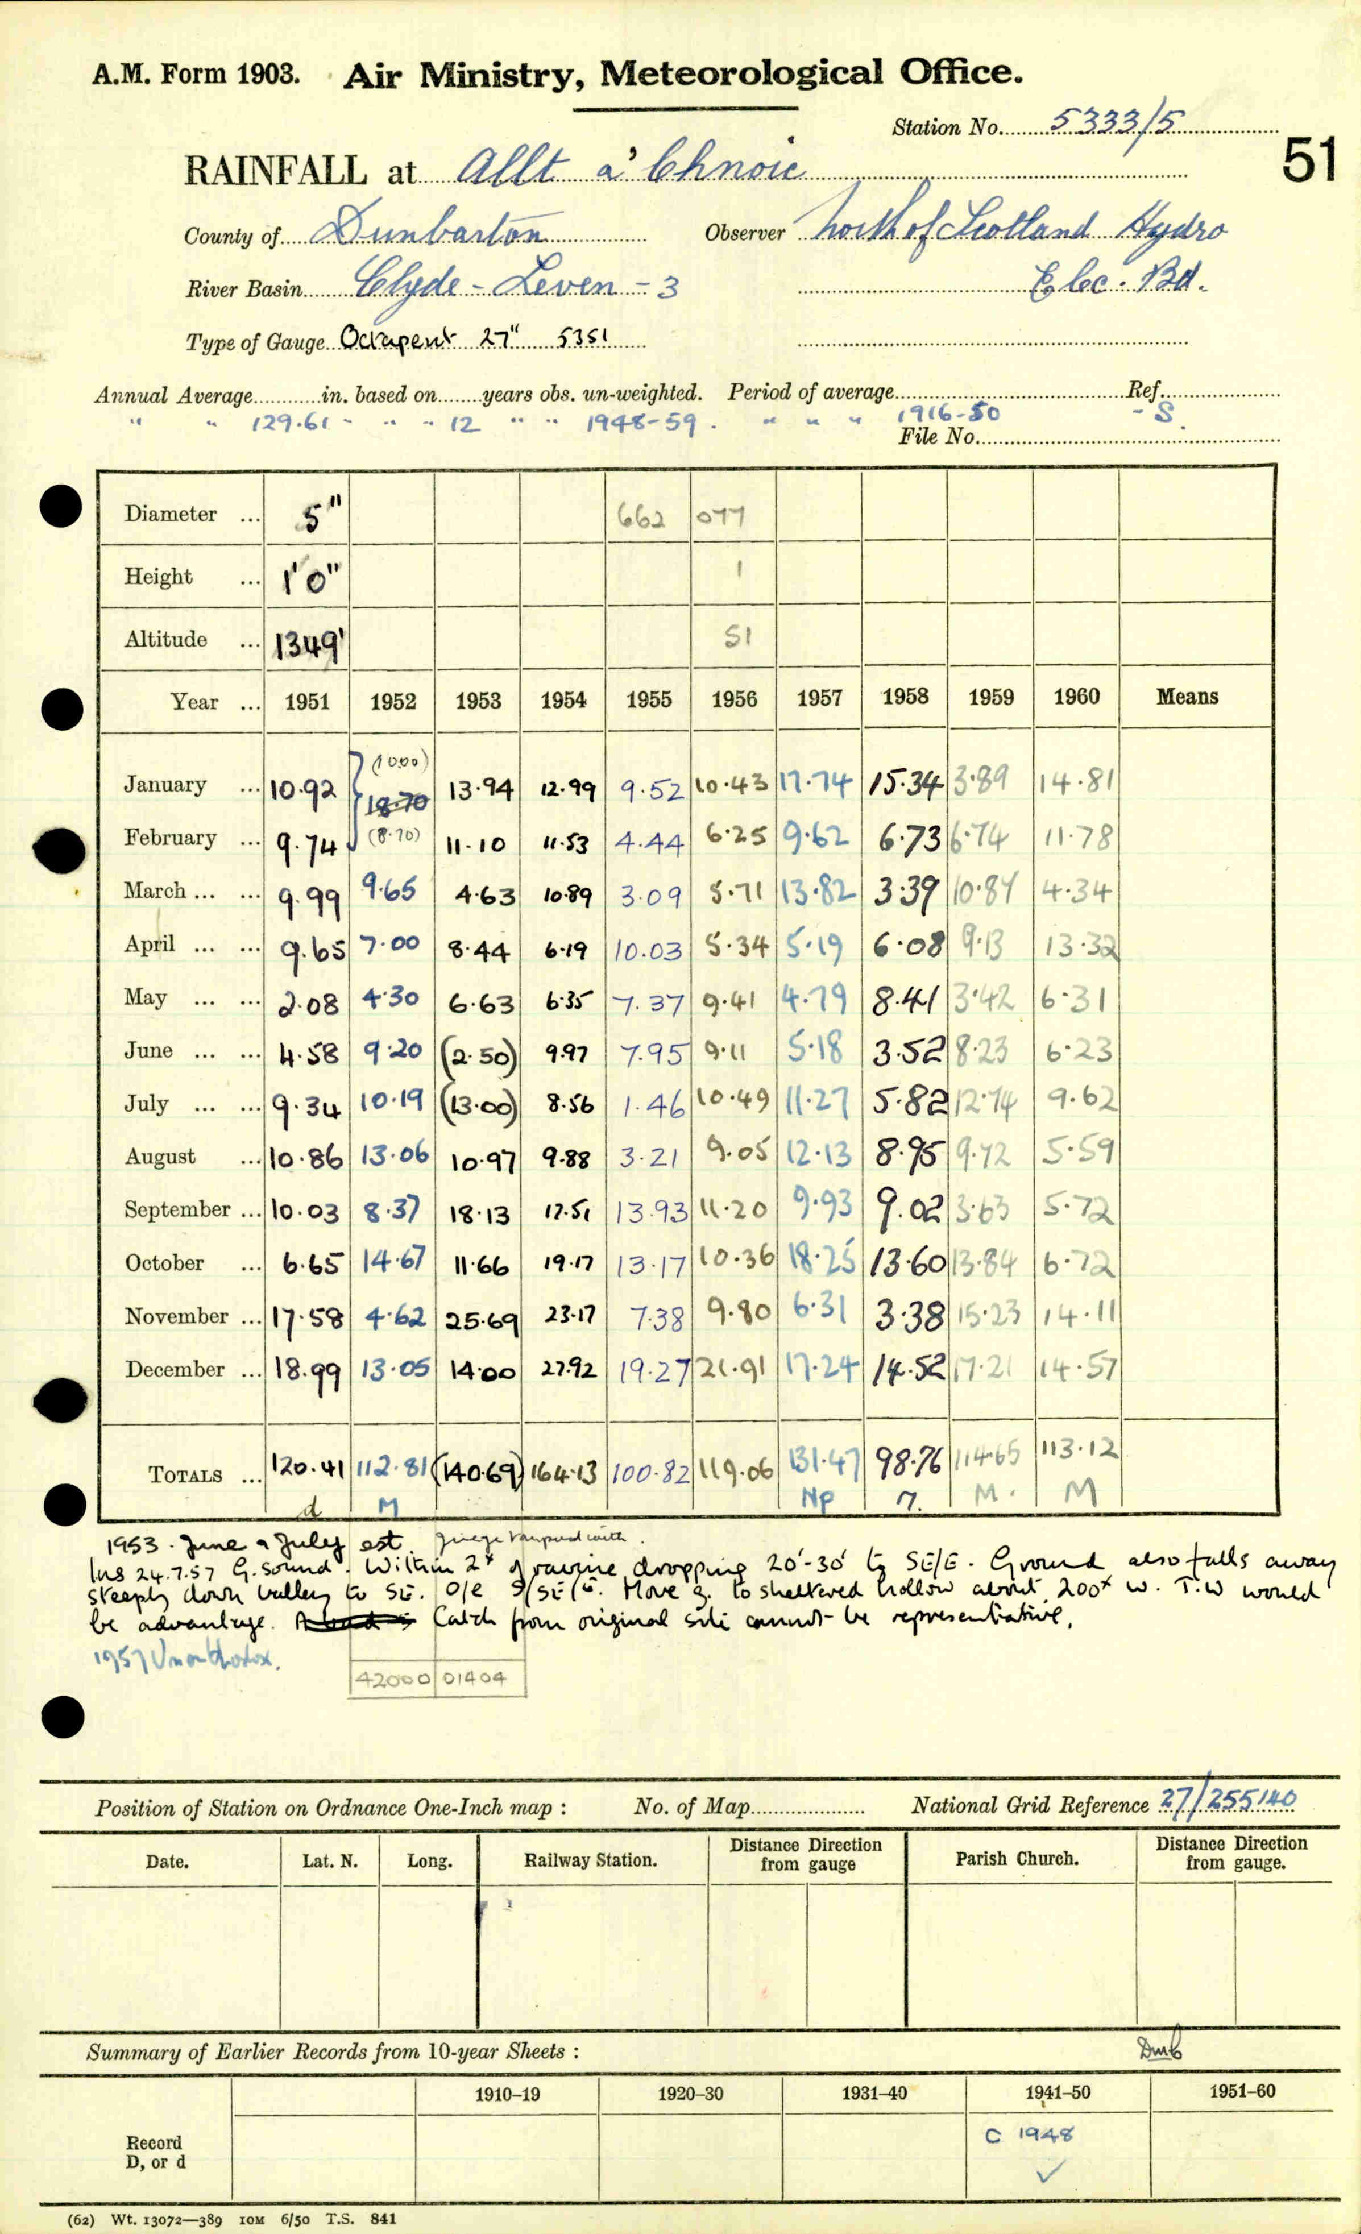 A.M. Form 1903. Air Ministry, Meteorological Office.
Station No. 5333/5
51
RAINFALL at Allt a' Chnoic
County of Dunbarton Observer North of Scotland Hydro
River Basin Clyde - Leven - 3 Elec. Bd.
Type of Gauge Octapent 27" 5351
Annual Average in. based on years obs. un-weighted. Period of average Ref.
" " 129.61 " " " 12 " " 1948-59. " " " 1916-50 - S.
File No.
Diameter ... 5" 662 077
Height ... 1'0" 1
Altitude ... 1349' 51
Year ... 1951 1952 1953 1954 1955 1956 1957 1958 1959 1960 Means
(10.00)
January ... 10.92 18.70 13.94 12.99 9.52 10.43 17.74 15.34 3.89 14.81
February ... 9.74 (8.70) 11.10 11.53 4.44 6.25 9.62 6.73 6.74 11.78
March ... ... 9.99 9.65 4.63 10.89 3.09 5.71 13.82 3.39 10.87 4.34
April ... ... 9.65 7.00 8.44 6.19 10.03 5.34 5.19 6.08 9.13 13.32
May ... ... 2.08 4.30 6.63 6.35 7.37 9.41 4.79 8.41 3.42 6.31
June ... ... 4.58 9.20 (2.50) 9.97 7.95 9.11 5.18 3.52 8.23 6.23
July ... ... 9.34 10.19 (13.00) 8.56 1.46 10.49 11.27 5.82 12.74 9.62
August ... 10.86 13.06 10.97 9.88 3.21 9.05 12.13 8.95 9.72 5.59
September ... 10.03 8.37 18.13 17.51 13.93 11.20 9.93 9.02 3.63 5.72
October ... 6.65 14.67 11.66 19.17 13.17 10.36 18.25 13.60 13.84 6.72
November ... 17.58 4.62 25.69 23.17 7.38 9.80 6.31 3.38 15.23 14.11
December ... 18.99 13.05 14.00 27.92 19.27 21.91 17.24 14.52 17.21 14.57
TOTALS ... 120.41 112.81 (140.69) 164.13 100.82 119.06 131.47 98.76 114.65 113.12
d M Np M. M
1953. June & July est.
Ins 24.7.57 G. sound. Within 2x of ravine dropping 20'-30' to SE/E. Ground also falls away
steeply down valley to SE. O/E S/SE/E. Move g. to sheltered hollow about 200x W. T.W would
be advantage. Catch from original site cannot be representative.
1957
42000 01404
Position of Station on Ordnance One-Inch map : No. of Map National Grid Reference 27/255140
Date. Lat. N. Long. Railway Station. Distance Direction from gauge Parish Church. Distance Direction from gauge.
Summary of Earlier Records from 10-year Sheets : Dmb
1910–19 1920–30 1931–40 1941–50 1951–60
Record
D, or d
C 1948
✓
(62) Wt. 13072—389 10M 6/50 T.S. 841